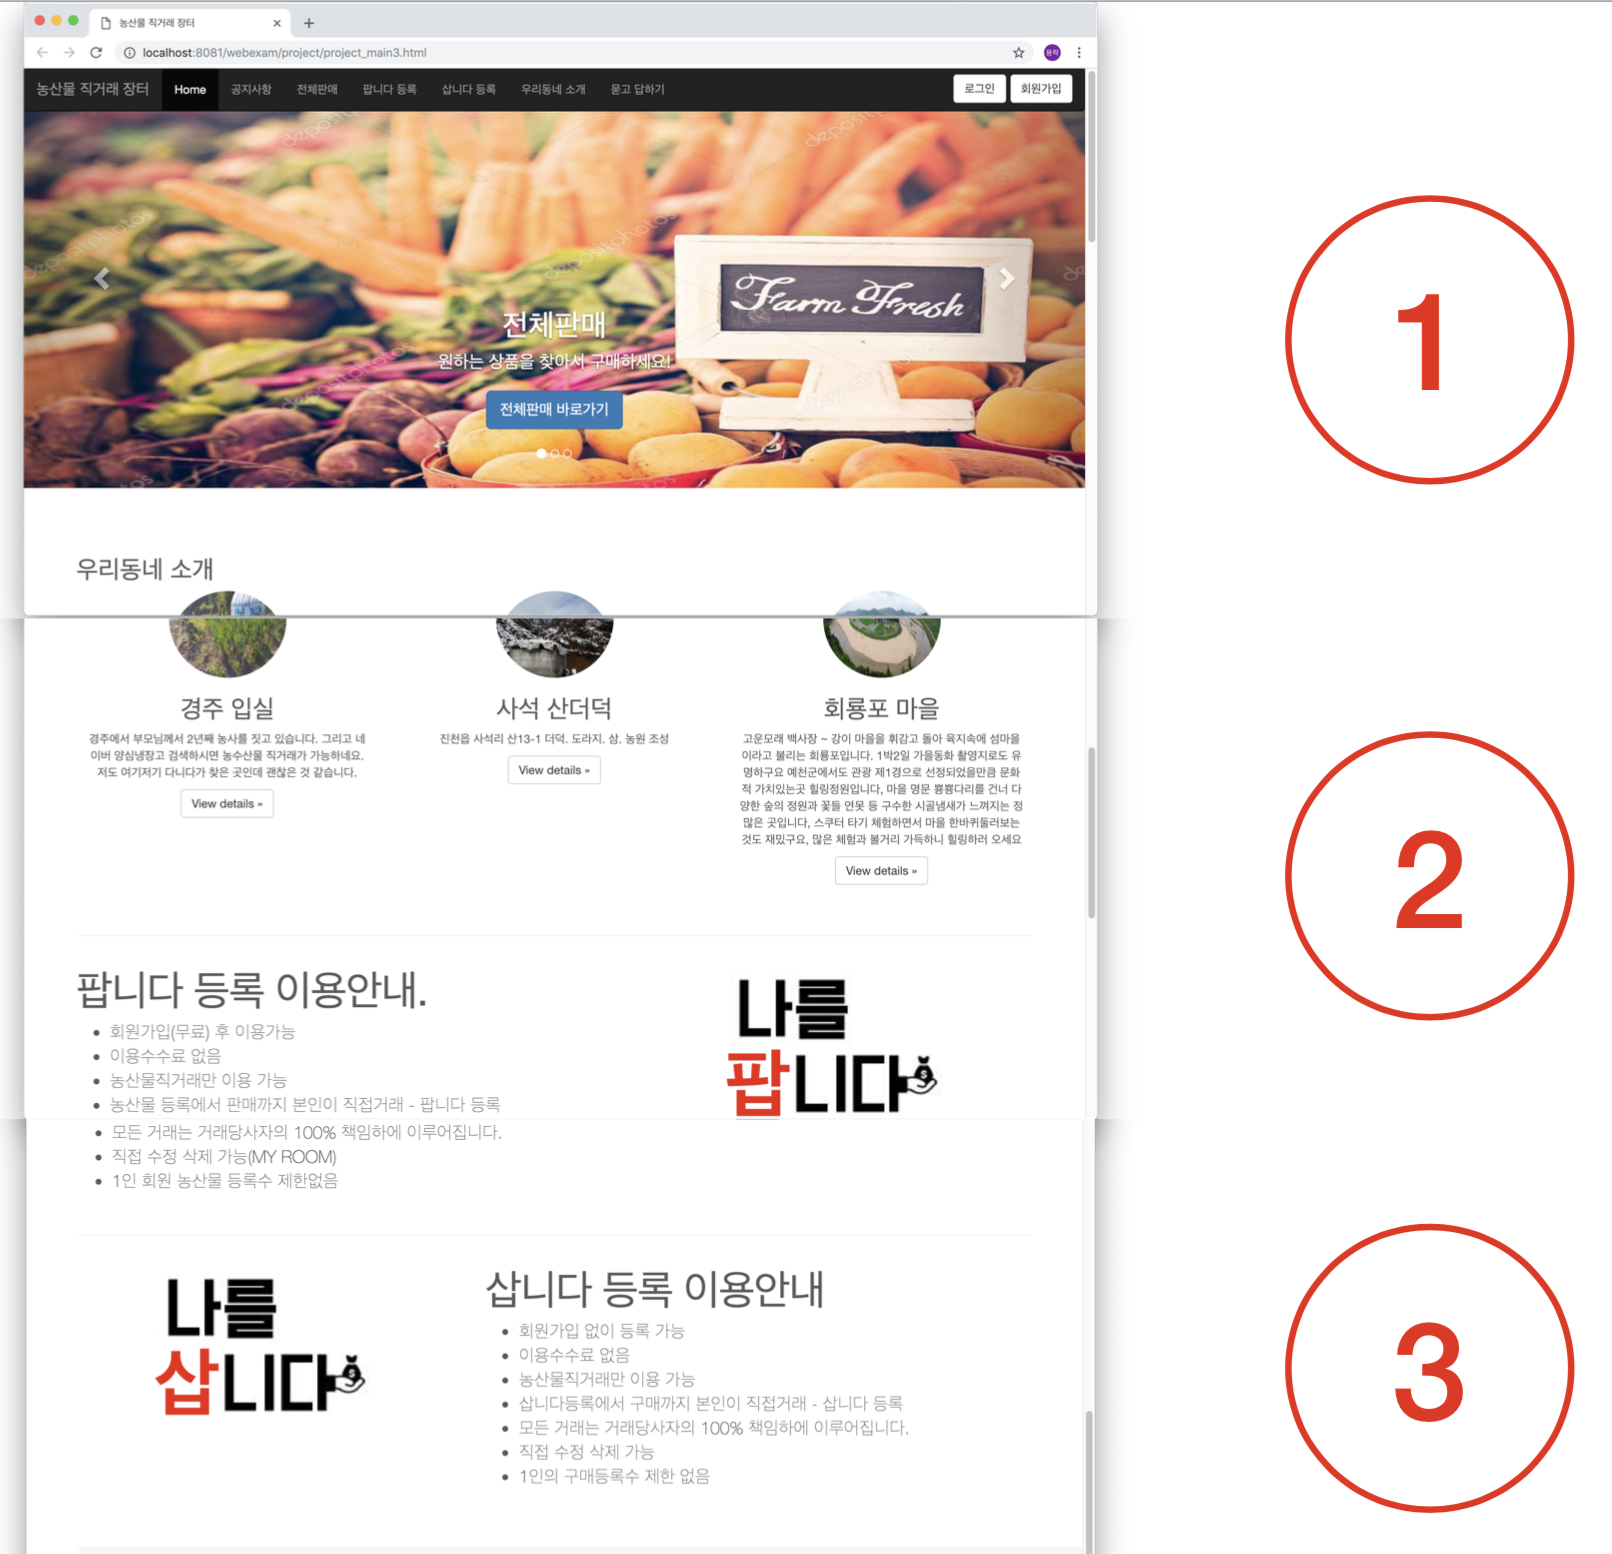 농산물 직거래 장터
localhost:8081/webexam/project/project_main3.html
농산물 직거래 장터 Home 공지사항 전체판매 팝니다 등록 삽니다 등록 우리동네 소개 묻고 답하기 로그인 회원가입
depositphotos
Farm Fresh
전체판매
원하는 상품을 찾아서 구매하세요!
전체판매 바로가기
1
우리동네 소개
경주 입실
경주에서 부모님께서 2년째 농사를 짓고 있습니다. 그리고 네
이버 양심냉장고 검색하시면 농수산물 직거래가 가능하네요.
저도 여기저기 다니다가 찾은 곳인데 괜찮은 것 같습니다.
View details »
사석 산더덕
진천읍 사석리 산13-1 더덕. 도라지. 삼. 농원 조성
View details »
회룡포 마을
고운모래 백사장 ~ 강이 마을을 휘감고 돌아 육지속에 섬마을
이라고 불리는 회룡포입니다. 1박2일 가을동화 촬영지로도 유
명하구요 예천군에서도 관광 제1경으로 선정되었을만큼 문화
적 가치있는곳 힐링정원입니다, 마을 명문 뿅뿅다리를 건너 다
양한 숲의 정원과 꽃들 연못 등 구수한 시골냄새가 느껴지는 정
많은 곳입니다, 스쿠터 타기 체험하면서 마을 한바퀴둘러보는
것도 재밌구요, 많은 체험과 볼거리 가득하니 힐링하러 오세요
View details »
2
팝니다 등록 이용안내.
회원가입(무료) 후 이용가능
이용수수료 없음
농산물직거래만 이용 가능
농산물 등록에서 판매까지 본인이 직접거래 - 팝니다 등록
모든 거래는 거래당사자의 100% 책임하에 이루어집니다.
직접 수정 삭제 가능(MY ROOM)
1인 회원 농산물 등록수 제한없음
나를
팝니다
나를
삽니다
삽니다 등록 이용안내
회원가입 없이 등록 가능
이용수수료 없음
농산물직거래만 이용 가능
삽니다등록에서 구매까지 본인이 직접거래 - 삽니다 등록
모든 거래는 거래당사자의 100% 책임하에 이루어집니다.
직접 수정 삭제 가능
1인의 구매등록수 제한 없음
3